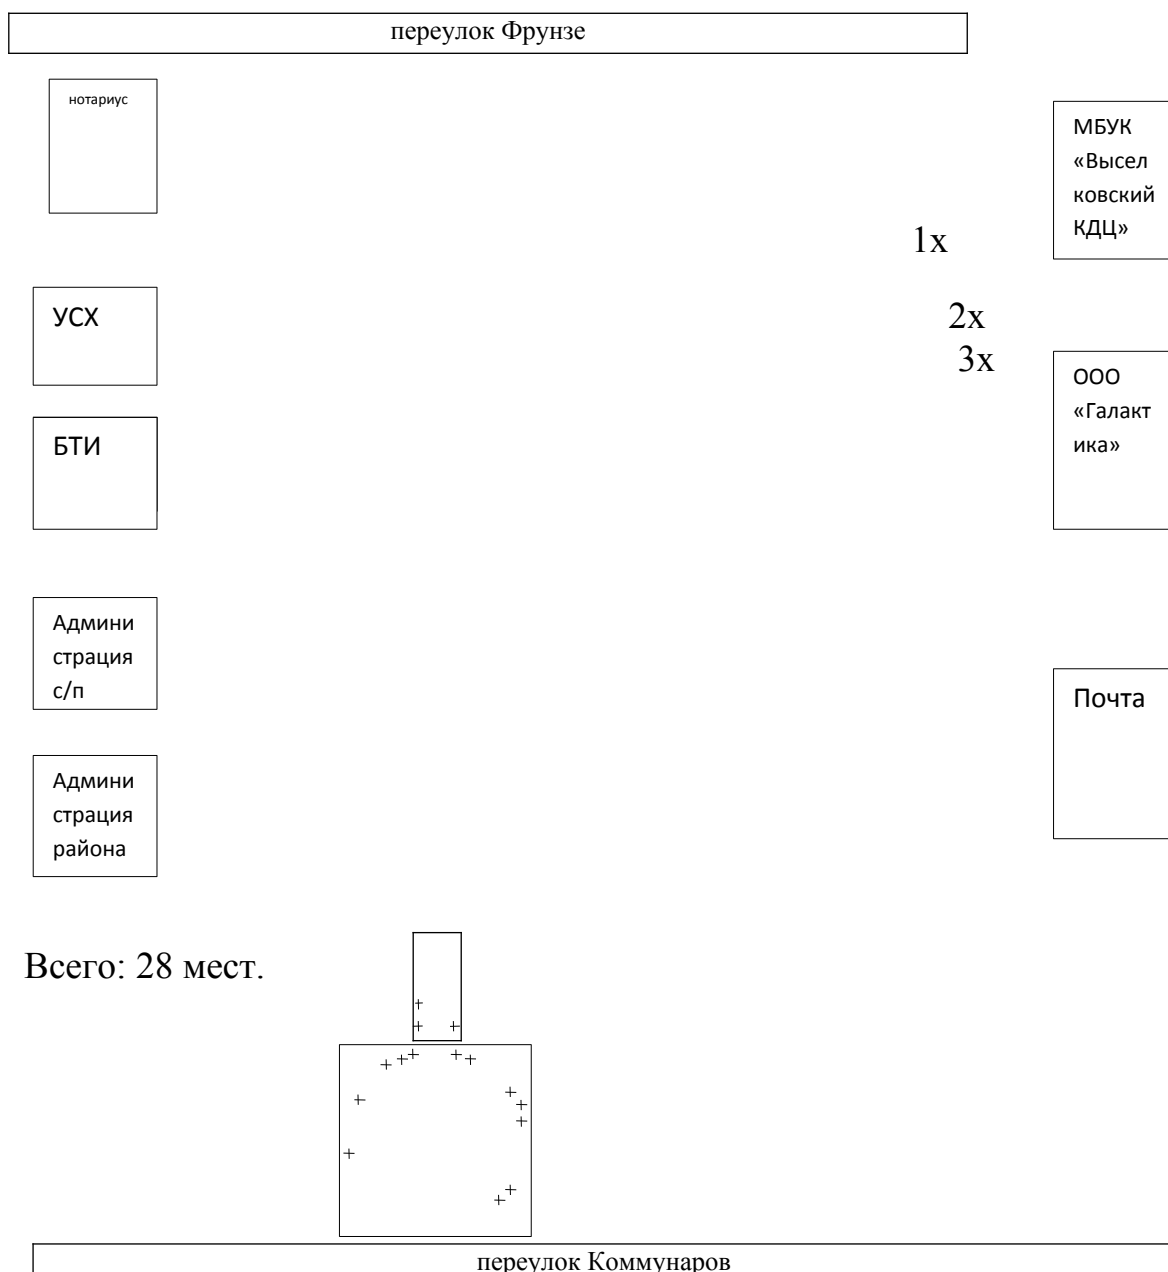 переулок Фрунзе
нотариус
МБУК
«Высел
ковский
КДЦ»
1х
УСХ
2х
3х
ООО
«Галакт
ика»
БТИ
Админи
страция
с/п
Почта
Админи
страция
района
Всего: 28 мест.
переулок Коммунаров